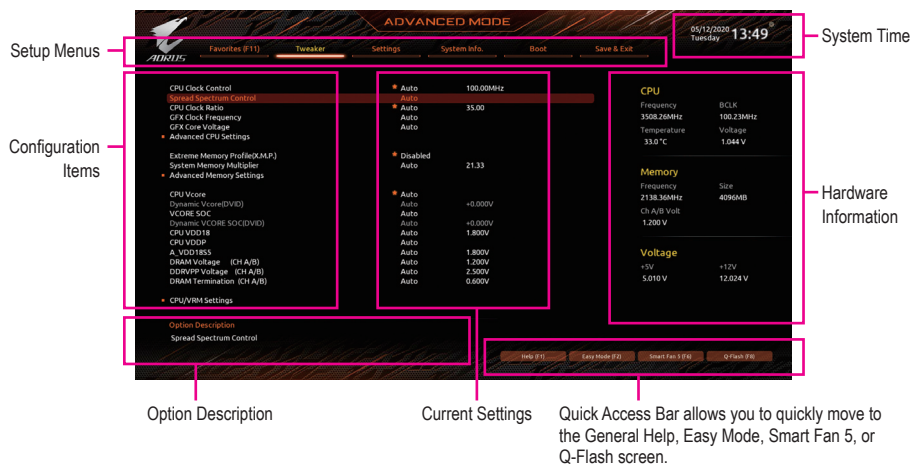 ADVANCED MODE
05/12/2020
Tuesday
13:49
System Time
Setup Menus
AORUS
Favorites (F11)
Tweaker
Settings
System Info.
Boot
Save & Exit
CPU Clock Control
Auto
100.00MHz
Spread Spectrum Control
Auto
CPU Clock Ratio
Auto
35.00
GFX Clock Frequency
Auto
GFX Core Voltage
Auto
Advanced CPU Settings
Configuration
Items
Extreme Memory Profile(X.M.P.)
Disabled
System Memory Multiplier
Auto
21.33
Advanced Memory Settings
CPU Vcore
Auto
Dynamic Vcore(DVID)
Auto
+0.000V
VCORE SOC
Auto
Dynamic VCORE SOC(DVID)
Auto
+0.000V
CPU VDD18
Auto
1.800V
CPU VDDP
Auto
A_VDD18S5
Auto
1.800V
DRAM Voltage (CH A/B)
Auto
1.200V
DDRVPP Voltage (CH A/B)
Auto
2.500V
DRAM Termination (CH A/B)
Auto
0.600V
CPU/VRM Settings
CPU
Frequency
BCLK
3508.26MHz
100.23MHz
Temperature
Voltage
33.0 °C
1.044 V
Memory
Frequency
Size
2138.36MHz
4096MB
Ch A/B Volt
1.200 V
Voltage
+5V
+12V
5.010 V
12.024 V
Hardware
Information
Option Description
Spread Spectrum Control
Help (F1)
Easy Mode (F2)
Smart Fan 5 (F6)
Q-Flash (F8)
Option Description
Current Settings
Quick Access Bar allows you to quickly move to
the General Help, Easy Mode, Smart Fan 5, or
Q-Flash screen.